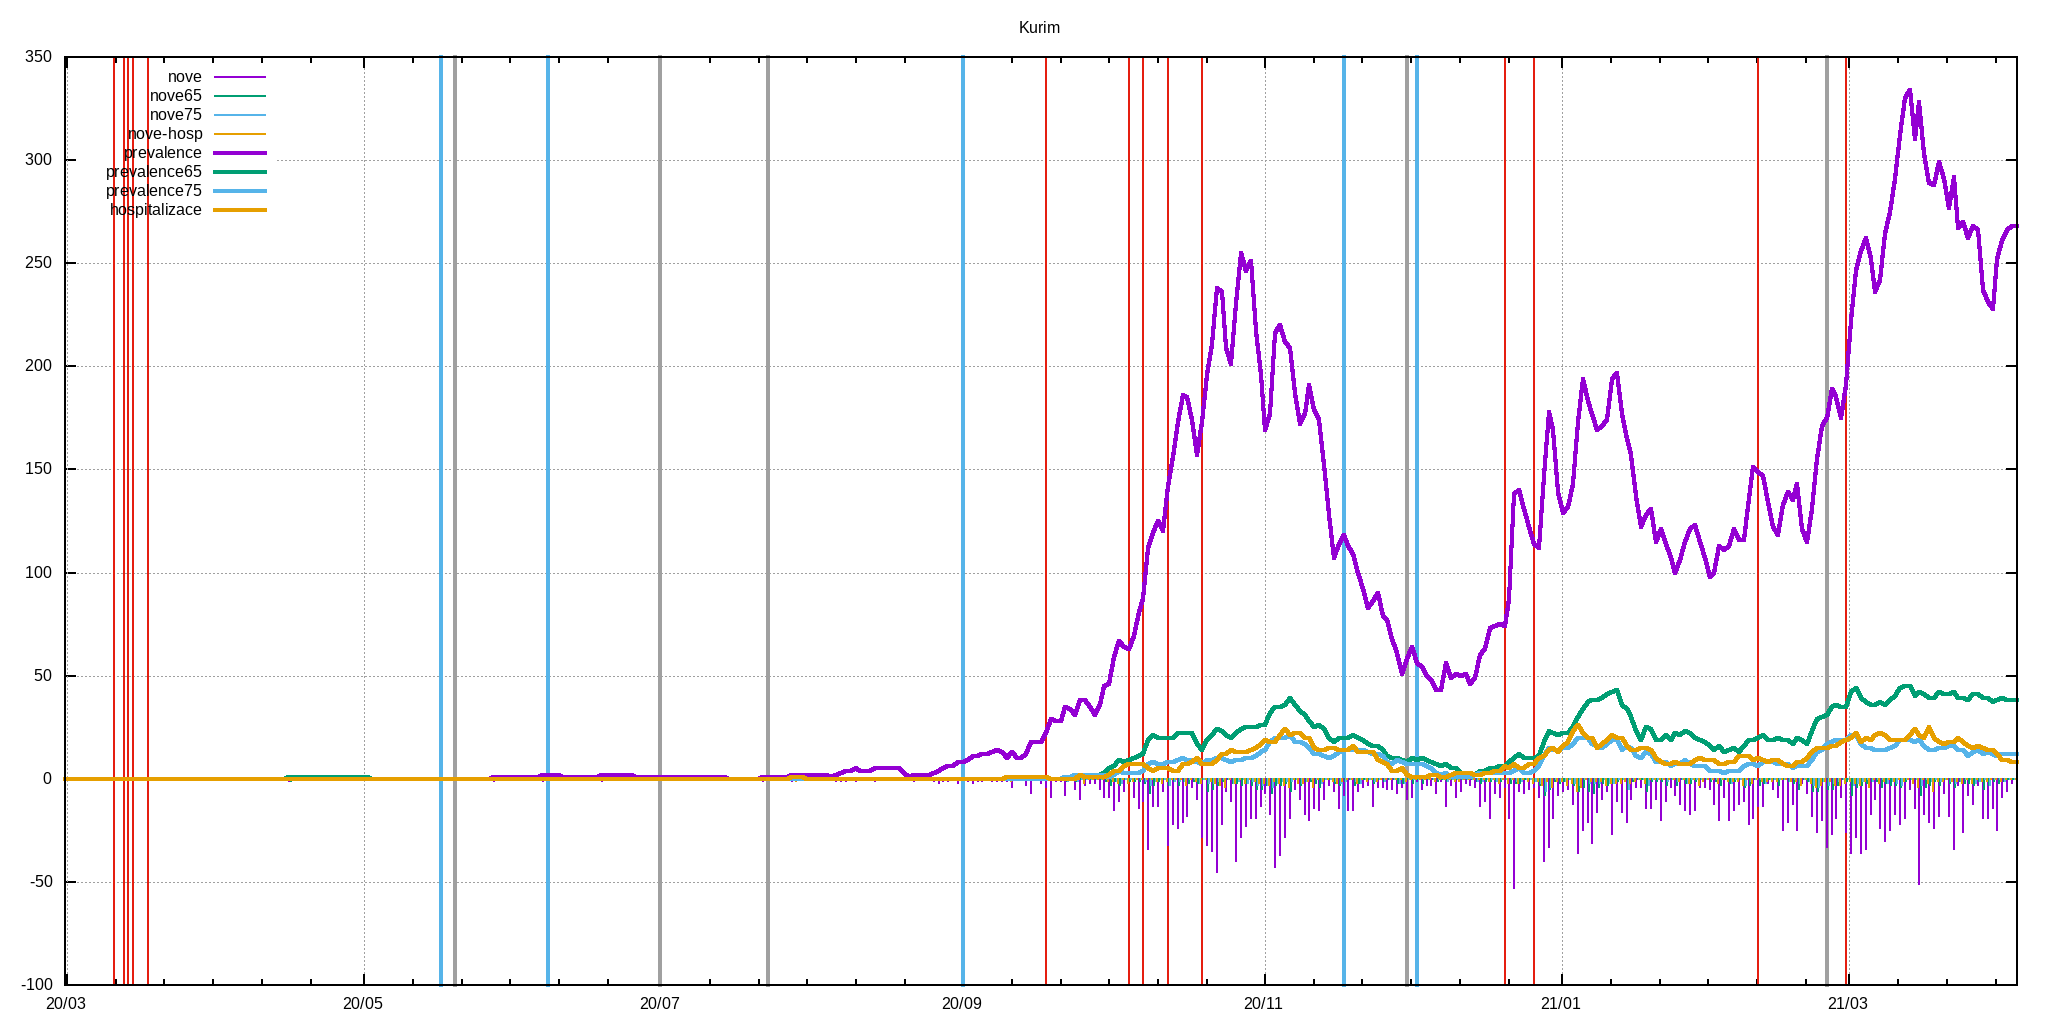 Kurim
350
300
250
200
150
100
50
0
-50
-100
nove
nove65
nove75
nove-hosp
prevalence
prevalence65
prevalence75
hospitalizace
20/03 20/05 20/07 20/09 20/11 21/01 21/03